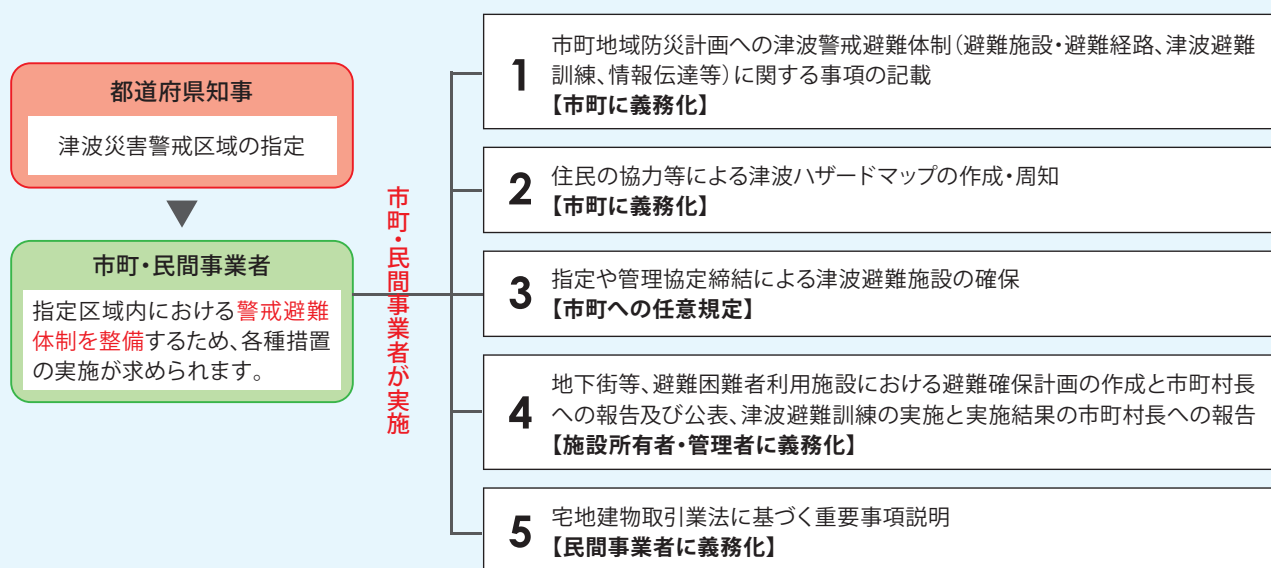 都道府県知事
津波災害警戒区域の指定
市町・民間事業者
指定区域内における警戒避難
体制を整備するため、各種措置
の実施が求められます。
市町・民間事業者が実施
1
市町地域防災計画への津波警戒避難体制(避難施設・避難経路、津波避難
訓練、情報伝達等)に関する事項の記載
【市町に義務化】
2
住民の協力等による津波ハザードマップの作成・周知
【市町に義務化】
3
指定や管理協定締結による津波避難施設の確保
【市町への任意規定】
4
地下街等、避難困難者利用施設における避難確保計画の作成と市町村長
への報告及び公表、津波避難訓練の実施と実施結果の市町村長への報告
【施設所有者・管理者に義務化】
5
宅地建物取引業法に基づく重要事項説明
【民間事業者に義務化】